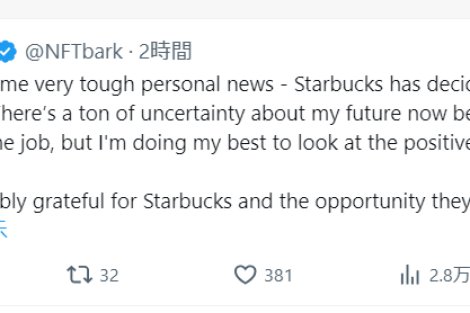 @NFTbark · 2時間
me very tough personal news - Starbucks has decid
here's a ton of uncertainty about my future now be
ne job, but I'm doing my best to look at the positive
bly grateful for Starbucks and the opportunity they
示
32 381 2.8万